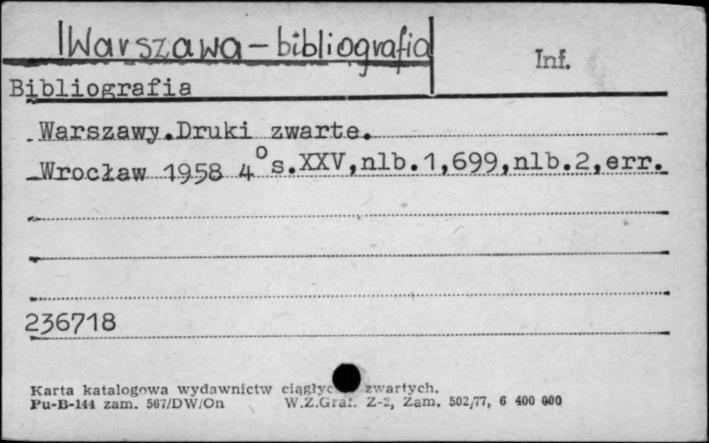 Warszawa – bibliografia
Inf.
Bibliografia
Warszawy.Druki zwarte.
Wrocław 1958 4° s.XXV,nlb.1,699,nlb.2,err.
236718
Karta katalogowa wydawnictw zwartych.
Pu-B-144 zam. 567/DW/On W.Z.Graf. Z-2, Zam. 502/77, 6 400 000